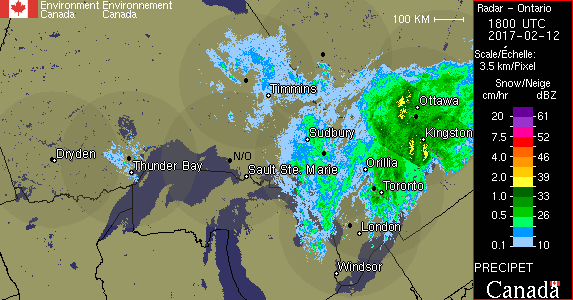 Environment Environnement
Canada Canada
100 KM
Timmins
Ottawa
Sudbury
Kingston
Dryden
N/O
Thunder Bay
Sault Ste. Marie
Orillia
Toronto
London
Windsor
Radar - Ontario
1800 UTC
2017-02-12
Scale/Échelle:
3.5 km/Pixel
Snow/Neige
cm/hr dBZ
20 61
7.5 52
4.0 46
2.0 39
1.0 33
0.5 26
0.1 10
PRECIPET
Canada